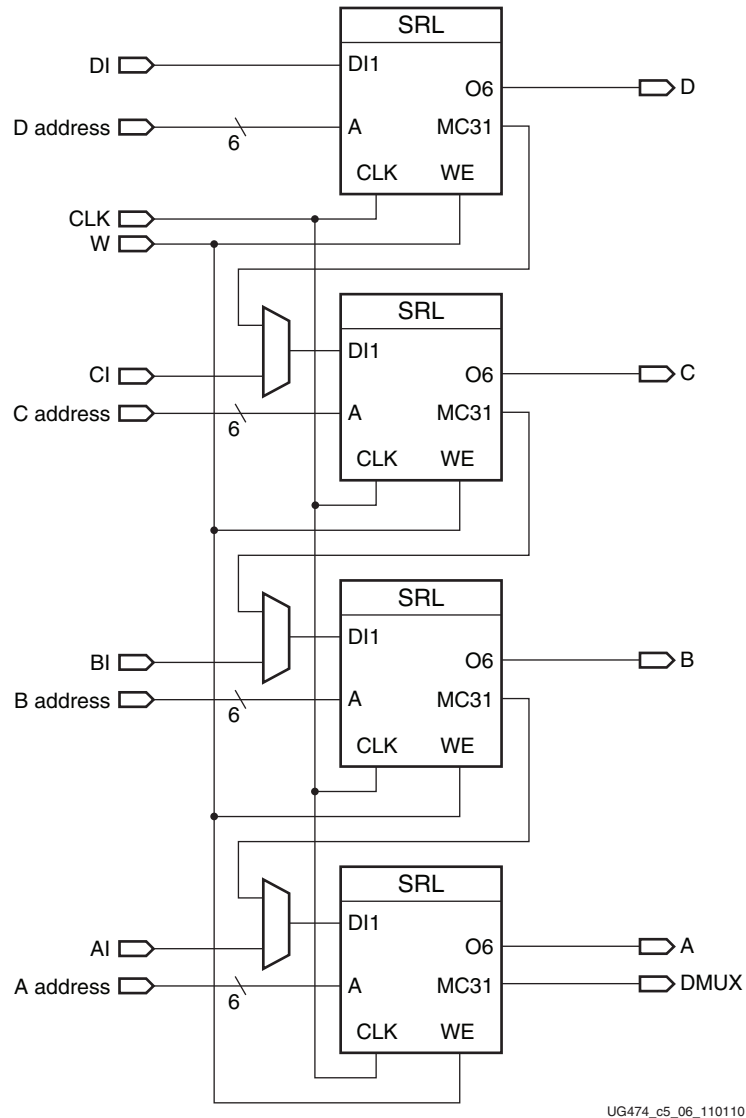 SRL
DI
DI1
O6
D
D address
6
A
MC31
CLK
WE
CLK
W
SRL
DI1
CI
O6
C
C address
6
A
MC31
CLK
WE
SRL
DI1
BI
O6
B
B address
6
A
MC31
CLK
WE
SRL
DI1
AI
O6
A
A address
6
A
MC31
DMUX
CLK
WE
UG474_c5_06_110110